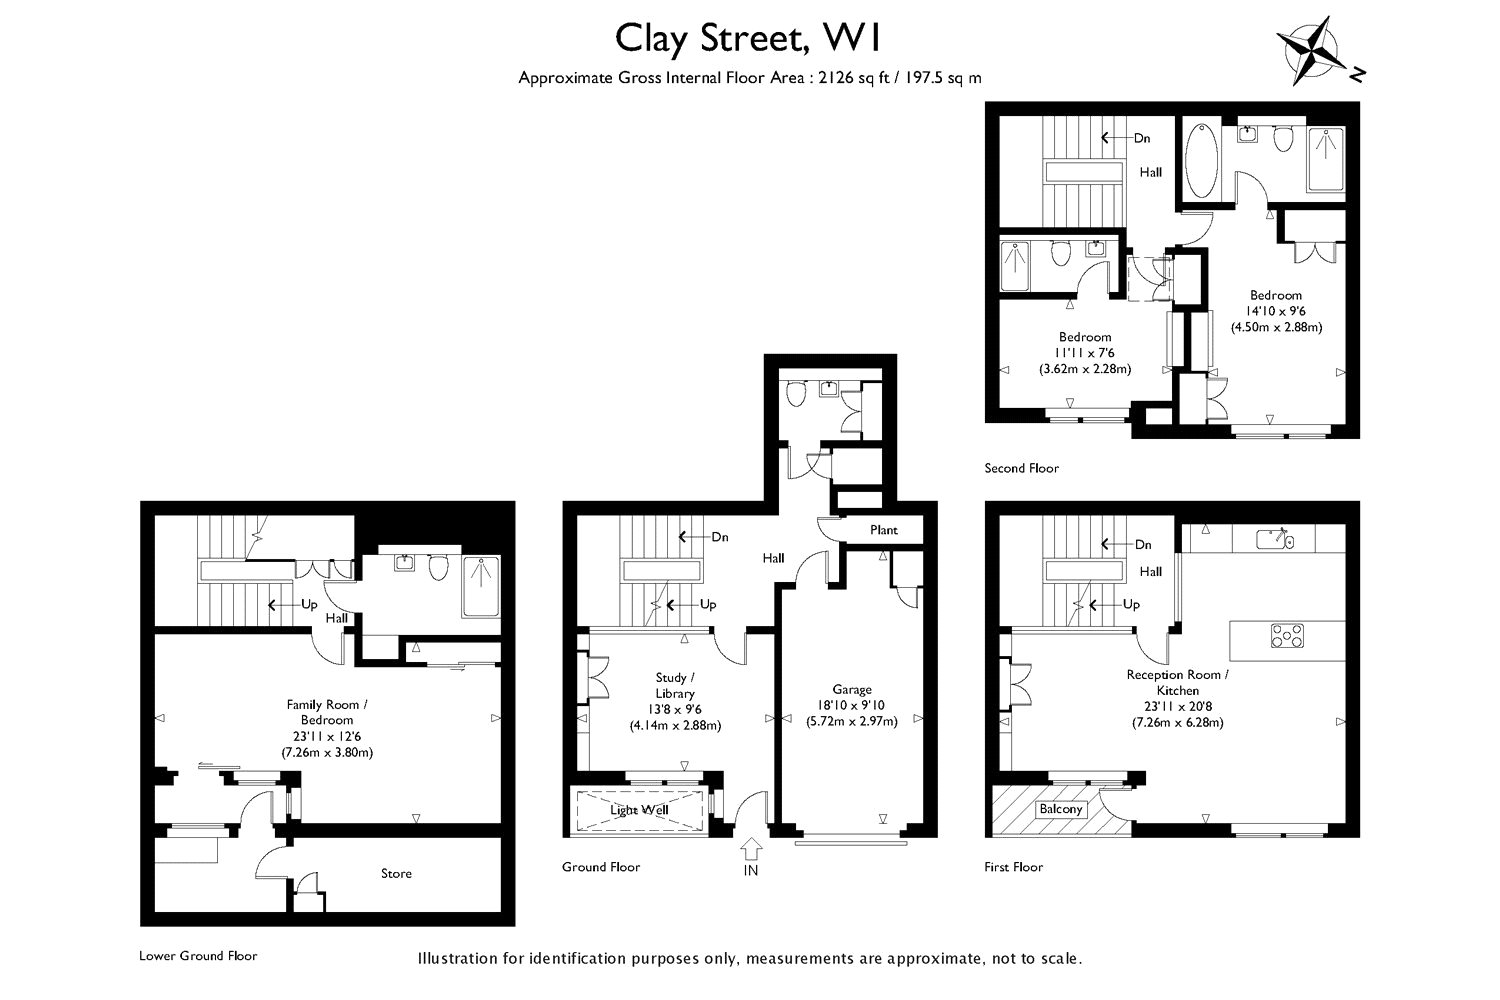 Clay Street, W1
Approximate Gross Internal Floor Area : 2126 sq ft / 197.5 sq m
N
Dn
Hall
Bedroom
14'10 x 9'6
(4.50m x 2.88m)
Bedroom
11'11 x 7'6
(3.62m x 2.28m)
Second Floor
Up
Hall
Family Room /
Bedroom
23'11 x 12'6
(7.26m x 3.80m)
Store
Lower Ground Floor
Plant
Dn
Hall
Up
Study /
Library
13'8 x 9'6
(4.14m x 2.88m)
Garage
18'10 x 9'10
(5.72m x 2.97m)
Light Well
IN
Ground Floor
Dn
Hall
Up
Reception Room /
Kitchen
23'11 x 20'8
(7.26m x 6.28m)
Balcony
First Floor
Illustration for identification purposes only, measurements are approximate, not to scale.